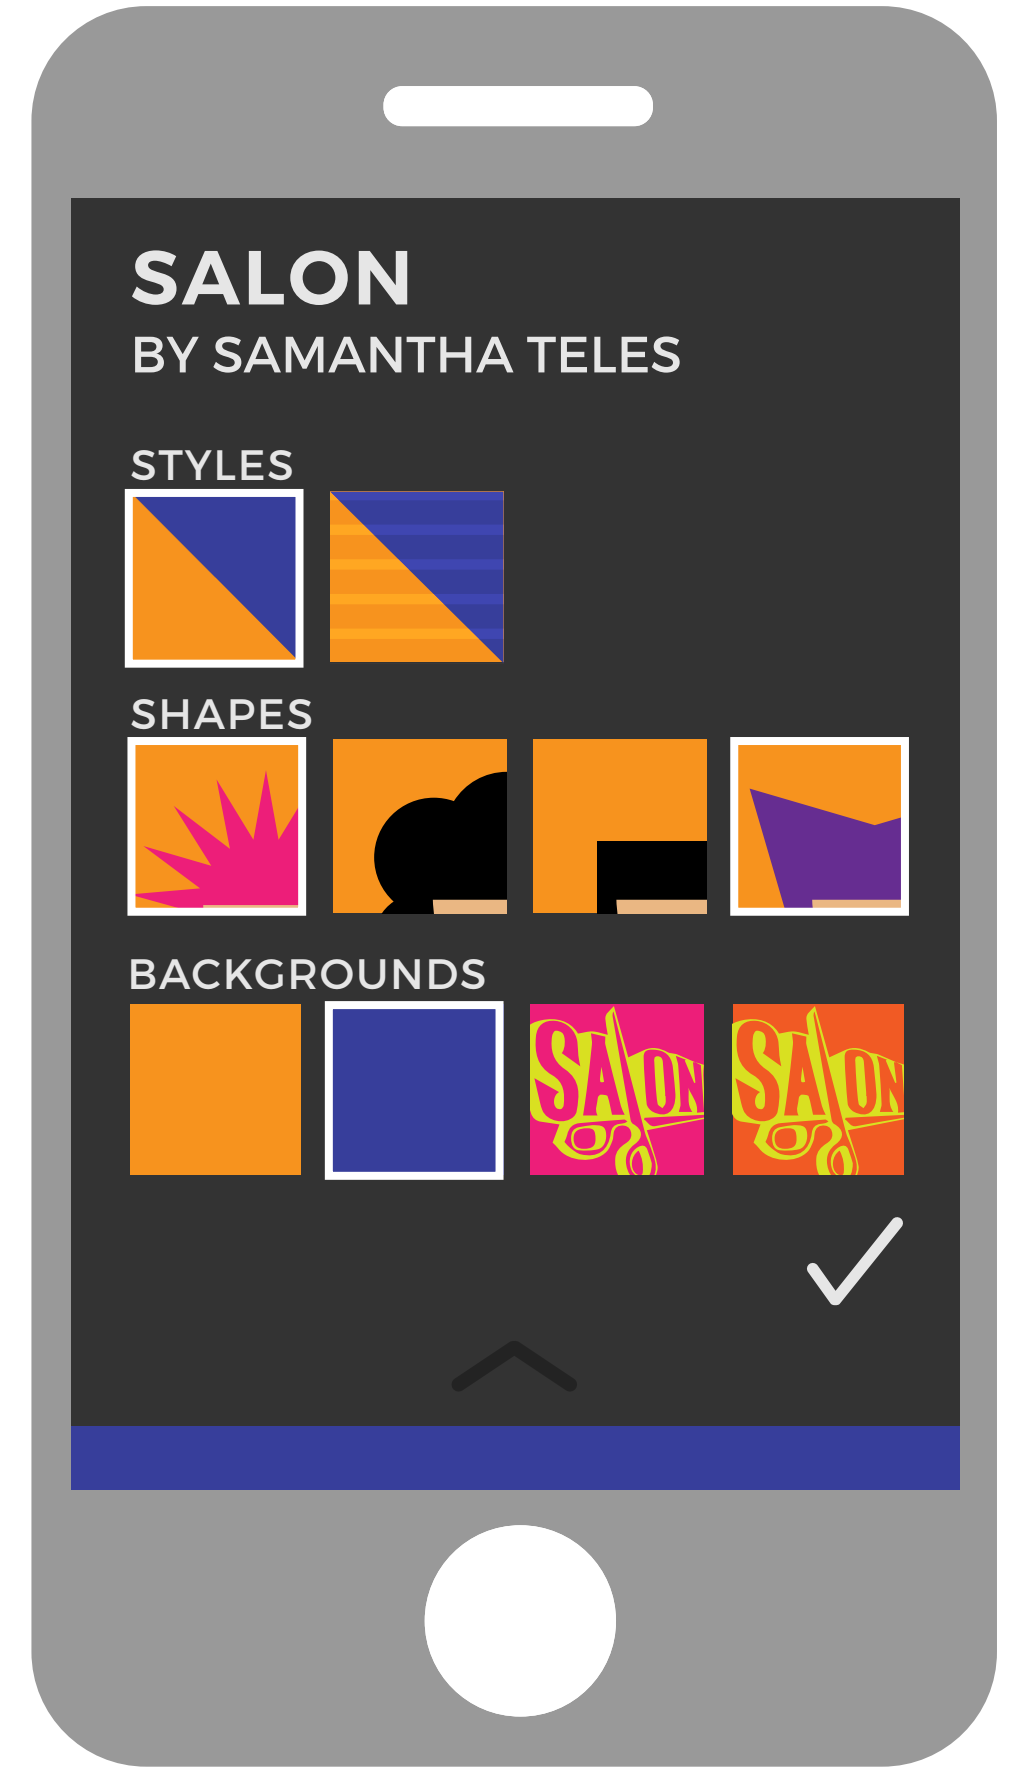 SALON
BY SAMANTHA TELES
STYLES
SHAPES
BACKGROUNDS
SALON
SALON